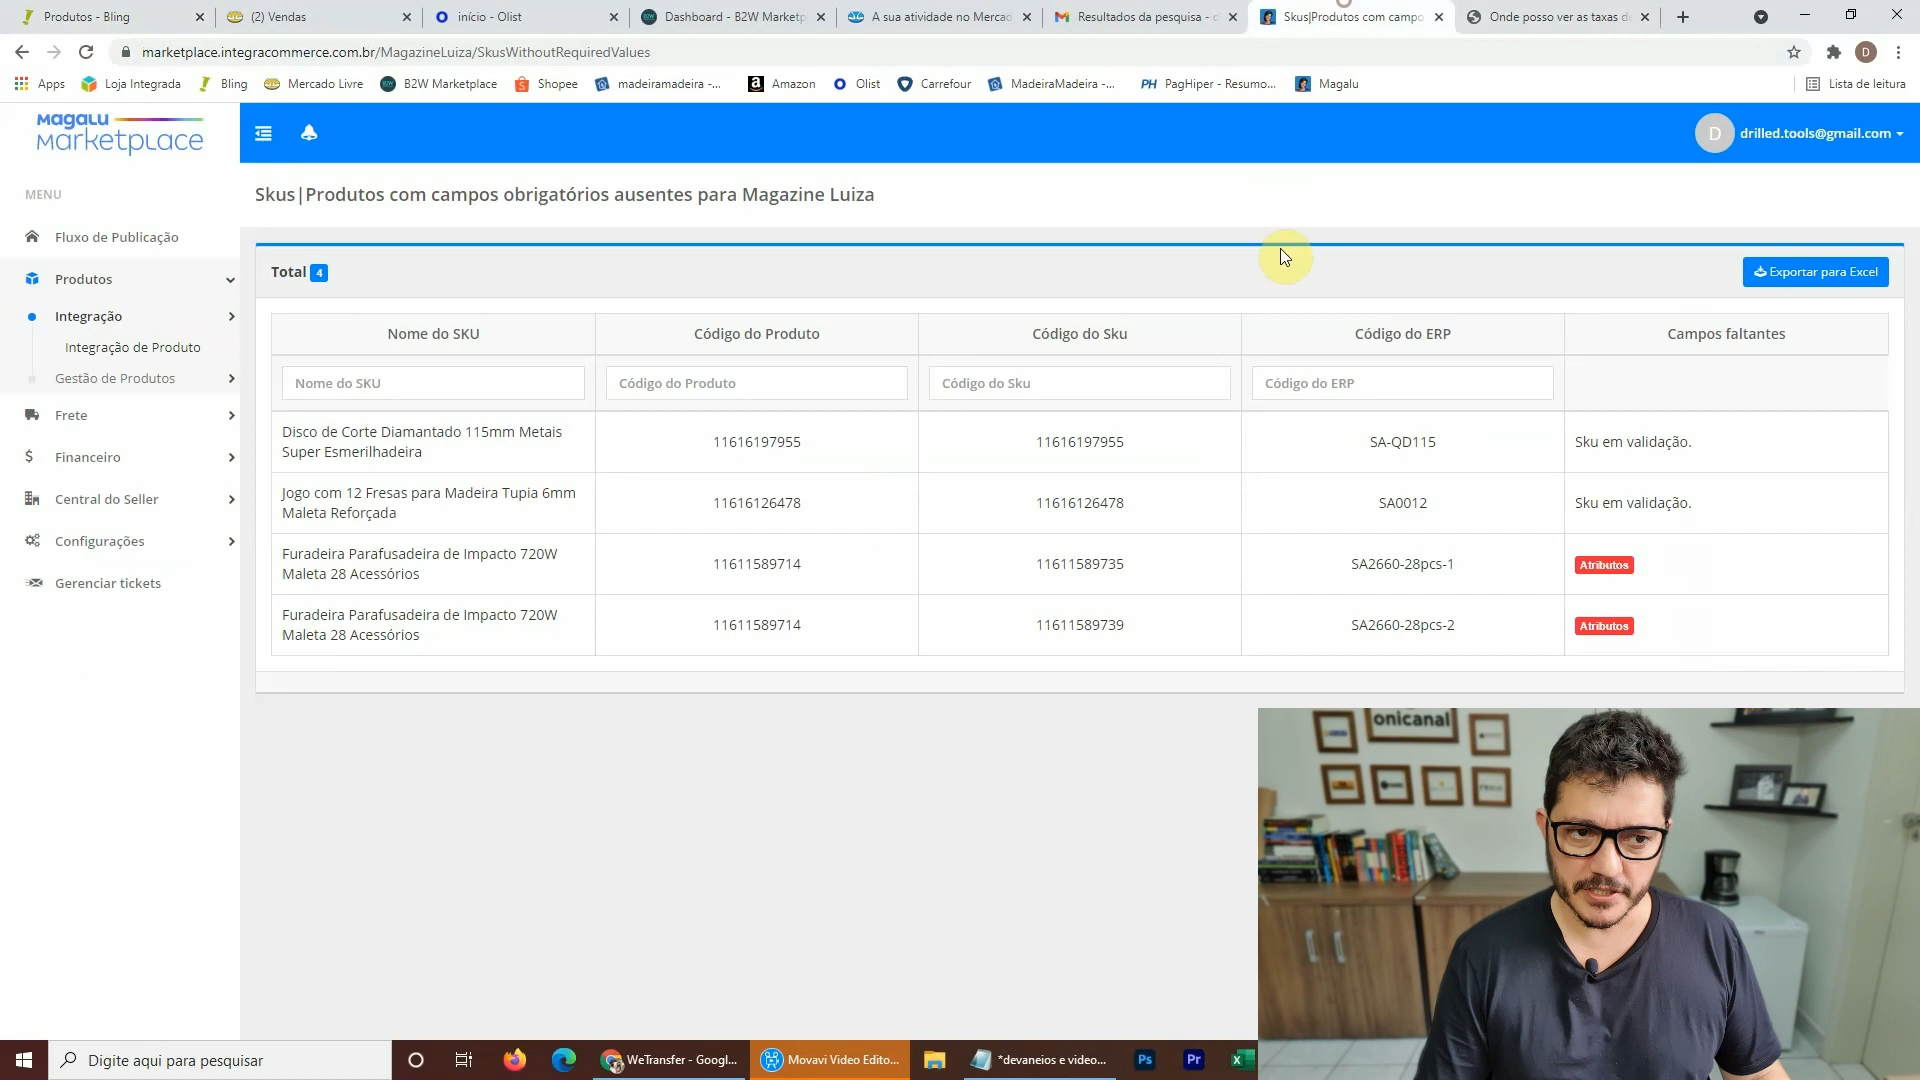 Produtos - Bling
(2) Vendas
início - Olist
Dashboard - B2W Marketp
A sua atividade no Mercad
Resultados da pesquisa - d
Skus|Produtos com campo
Onde posso ver as taxas de
marketplace.integracommerce.com.br/MagazineLuiza/SkusWithoutRequiredValues
D
Apps
Loja Integrada
Bling
Mercado Livre
B2W Marketplace
Shopee
madeiramadeira -...
Amazon
Olist
Carrefour
MadeiraMadeira -...
PH PagHiper - Resumo...
Magalu
Lista de leitura
Magalu
marketplace
D drilled.tools@gmail.com
MENU
Fluxo de Publicação
Produtos
Integração
Integração de Produto
Gestão de Produtos
Frete
Financeiro
Central do Seller
Configurações
Gerenciar tickets
Skus|Produtos com campos obrigatórios ausentes para Magazine Luiza
Total 4
Exportar para Excel
Nome do SKU Código do Produto Código do Sku Código do ERP Campos faltantes
Nome do SKU Código do Produto Código do Sku Código do ERP
Disco de Corte Diamantado 115mm Metais
Super Esmerilhadeira
11616197955 11616197955 SA-QD115 Sku em validação.
Jogo com 12 Fresas para Madeira Tupia 6mm
Maleta Reforçada
11616126478 11616126478 SA0012 Sku em validação.
Furadeira Parafusadeira de Impacto 720W
Maleta 28 Acessórios
11611589714 11611589735 SA2660-28pcs-1 Atributos
Furadeira Parafusadeira de Impacto 720W
Maleta 28 Acessórios
11611589714 11611589739 SA2660-28pcs-2 Atributos
onicanal
Digite aqui para pesquisar
WeTransfer - Googl...
Movavi Video Edito...
*devaneios e video...
Ps
Pr
X